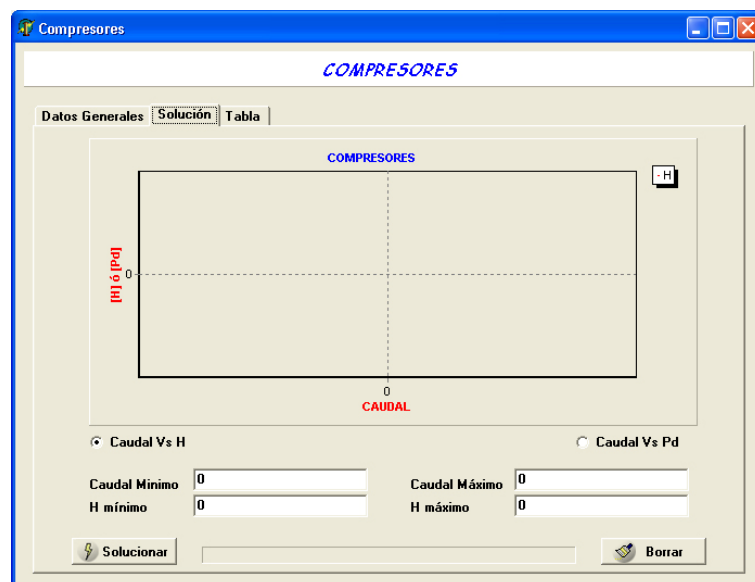 Compresores
COMPRESORES
Datos Generales Solución Tabla
COMPRESORES
- H
[H] ó [Pd]
0
0
CAUDAL
Caudal Vs H Caudal Vs Pd
Caudal Minimo 0 Caudal Máximo 0
H mínimo 0 H máximo 0
Solucionar Borrar